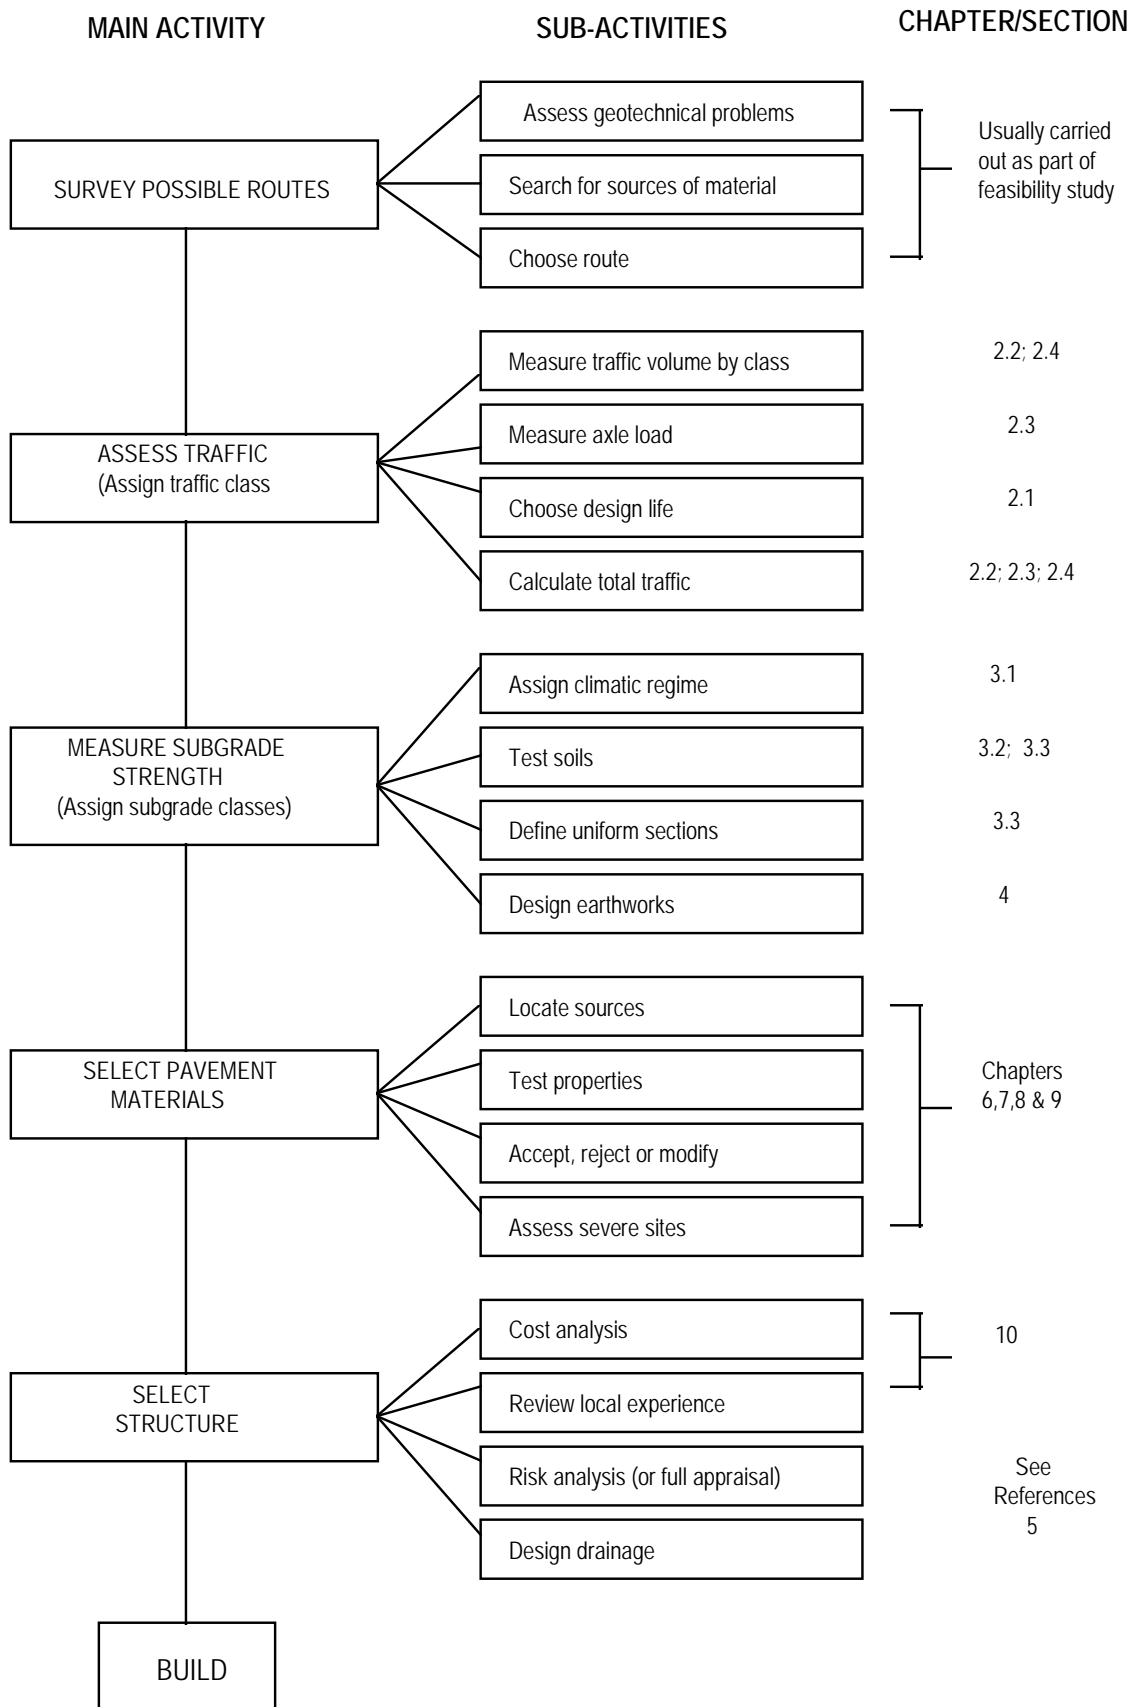 MAIN ACTIVITY
SUB-ACTIVITIES
CHAPTER/SECTION
SURVEY POSSIBLE ROUTES
Assess geotechnical problems
Search for sources of material
Choose route
Usually carried
out as part of
feasibility study
ASSESS TRAFFIC
(Assign traffic class
Measure traffic volume by class
2.2; 2.4
Measure axle load
2.3
Choose design life
2.1
Calculate total traffic
2.2; 2.3; 2.4
MEASURE SUBGRADE
STRENGTH
(Assign subgrade classes)
Assign climatic regime
3.1
Test soils
3.2; 3.3
Define uniform sections
3.3
Design earthworks
4
SELECT PAVEMENT
MATERIALS
Locate sources
Test properties
Accept, reject or modify
Assess severe sites
Chapters
6,7,8 & 9
SELECT
STRUCTURE
Cost analysis
Review local experience
10
Risk analysis (or full appraisal)
Design drainage
See
References
5
BUILD